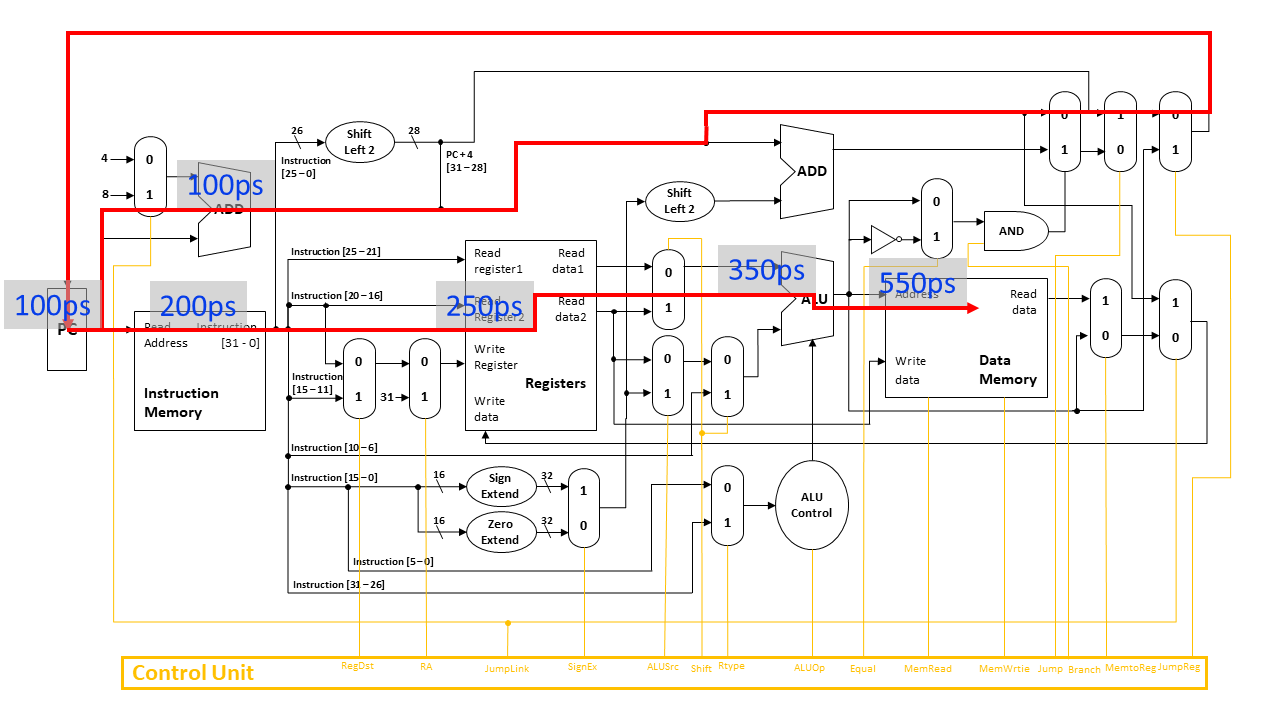 4
8
0
1
100ps
ADD
26
Instruction
[25–0]
Shift
Left 2
28
PC+4
[31–28]
Shift
Left 2
ADD
0
1
1
0
0
1
0
1
AND
100ps
PC
200ps
Read
Address
Instruction
[31 - 0]
Instruction
Memory
Instruction [25–21]
Instruction [20–16]
Instruction
[15–11]
0
1
31
0
1
250ps
Read
register1
Read
Register2
Write
Register
Write
data
Read
data1
Read
data2
Registers
0
1
0
1
0
1
350ps
ALU
550ps
Address
Read
data
Write
data
Data
Memory
1
0
1
0
Instruction [10–6]
Instruction [15–0]
16
Sign
Extend
32
16
Zero
Extend
32
1
0
0
1
ALU
Control
Instruction [5–0]
Instruction [31–26]
Control Unit
RegDst
RA
JumpLink
SignEx
ALUSrc
Shift
Rtype
ALUOp
Equal
MemRead
MemWrtie
Jump
Branch
MemtoReg
JumpReg